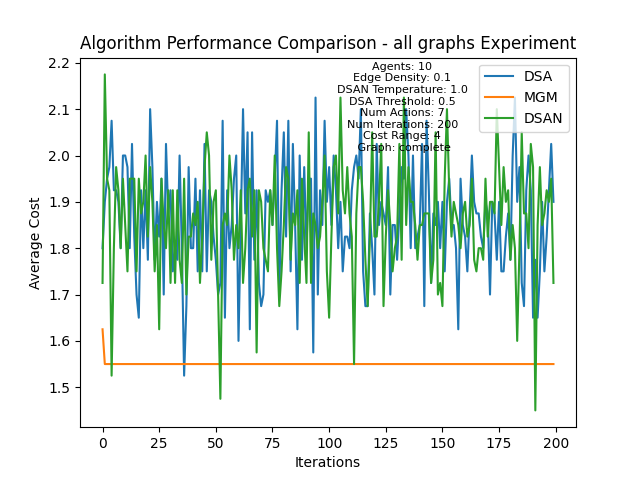 Algorithm Performance Comparison - all graphs Experiment
Agents: 10
Edge Density: 0.1
DSAN Temperature: 1.0
DSA Threshold: 0.5
Num Actions: 7
Num Iterations: 200
Cost Range: 4
Graph: complete
DSA
MGM
DSAN
Average Cost
2.2
2.1
2.0
1.9
1.8
1.7
1.6
1.5
0
25
50
75
100
125
150
175
200
Iterations